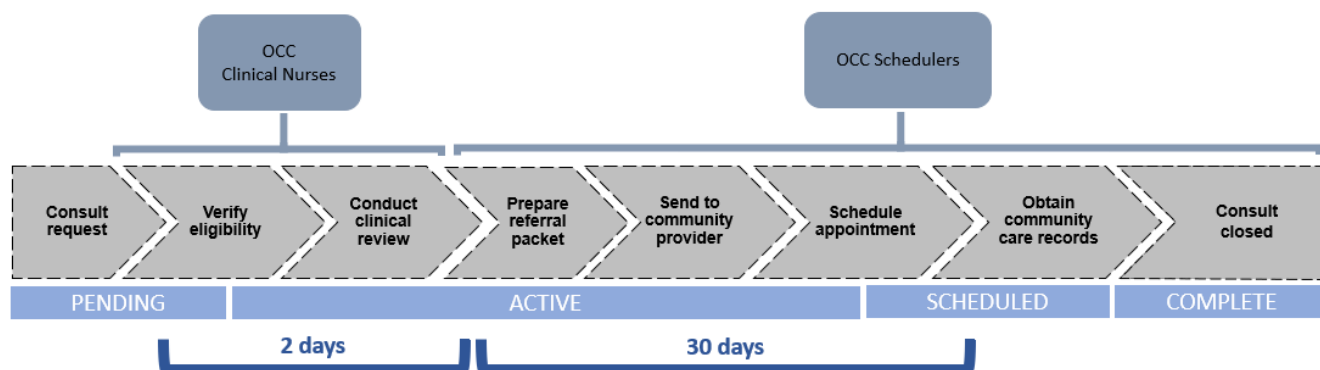 OCC
Clinical Nurses
OCC Schedulers
Consult
request
Verify
eligibility
Conduct
clinical
review
Prepare
referral
packet
Send to
community
provider
Schedule
appointment
Obtain
community
care records
Consult
closed
PENDING
ACTIVE
SCHEDULED
COMPLETE
2 days
30 days